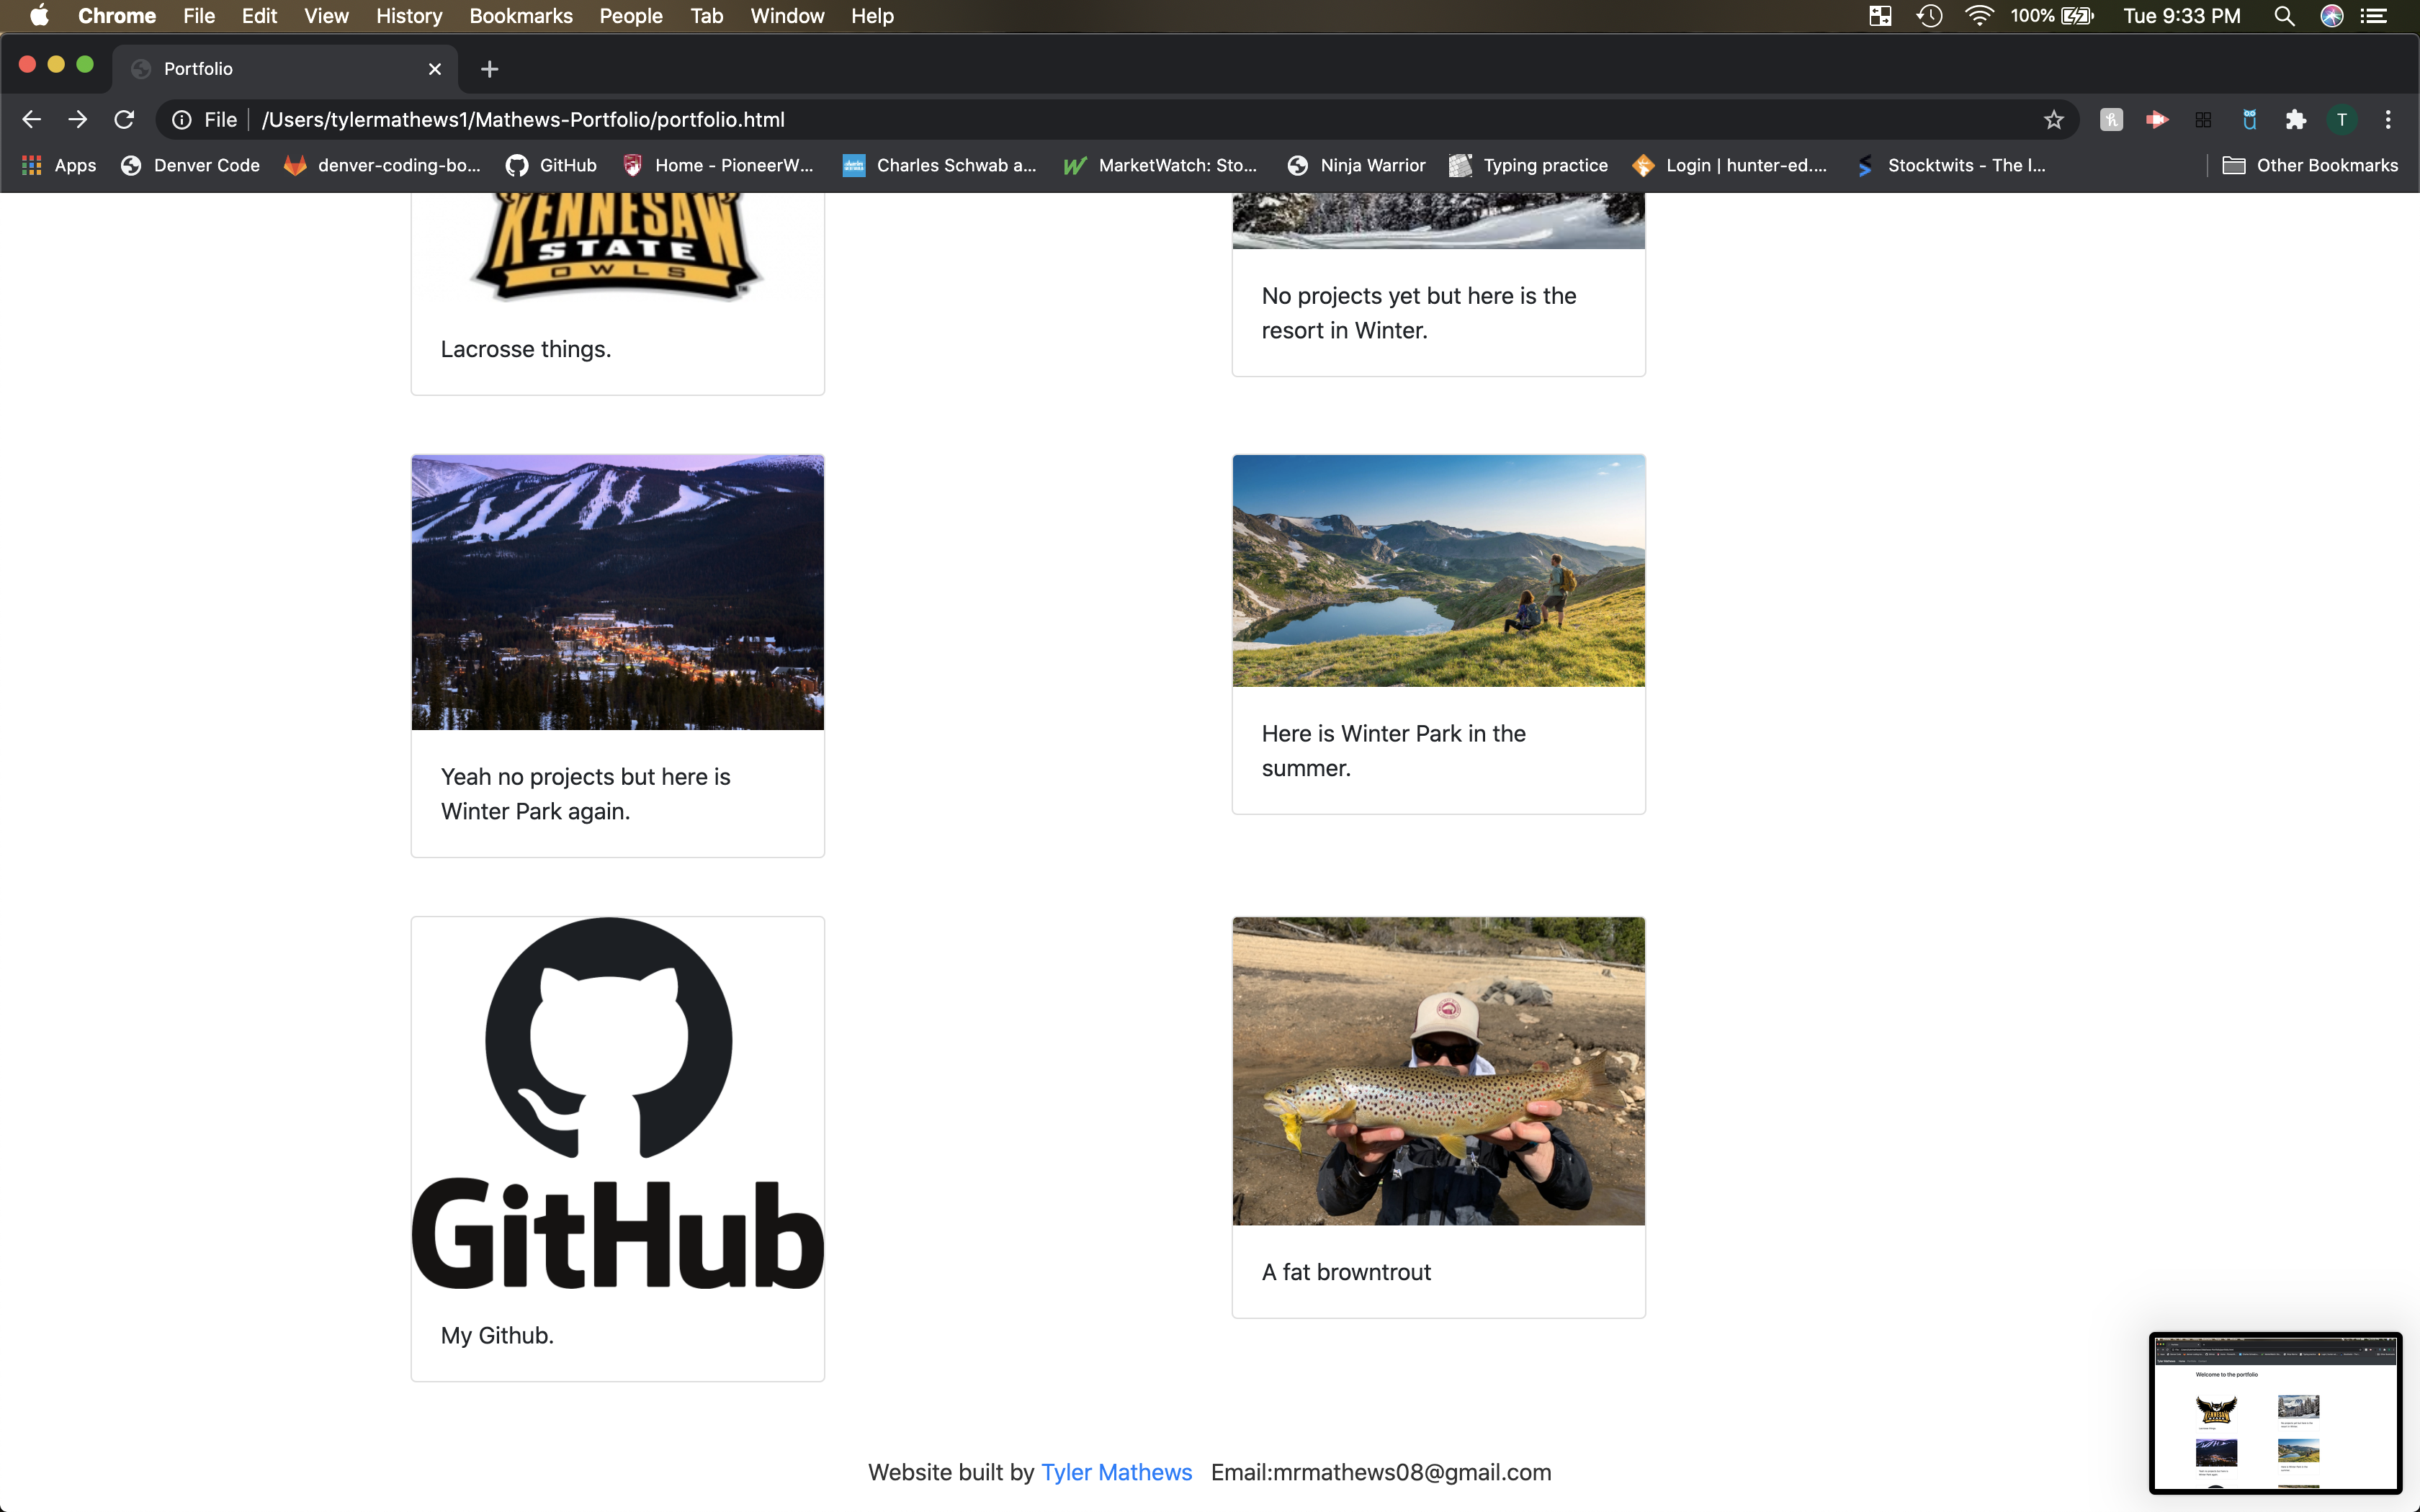 Chrome File Edit View History Bookmarks People Tab Window Help 100% Tue 9:33 PM
Portfolio
File /Users/tylermathews1/Mathews-Portfolio/portfolio.html T
Apps Denver Code denver-coding-bo... GitHub Home - PioneerW... Charles Schwab a... MarketWatch: Sto... Ninja Warrior Typing practice Login | hunter-ed.... Stocktwits - The l... Other Bookmarks
KENNESAW
STATE
OWLS
TM
Lacrosse things.
No projects yet but here is the
resort in Winter.
Yeah no projects but here is
Winter Park again.
Here is Winter Park in the
summer.
GitHub
My Github.
A fat browntrout
Website built by Tyler Mathews Email:mrmathews08@gmail.com
Welcome to the portfolio
KENNESAW